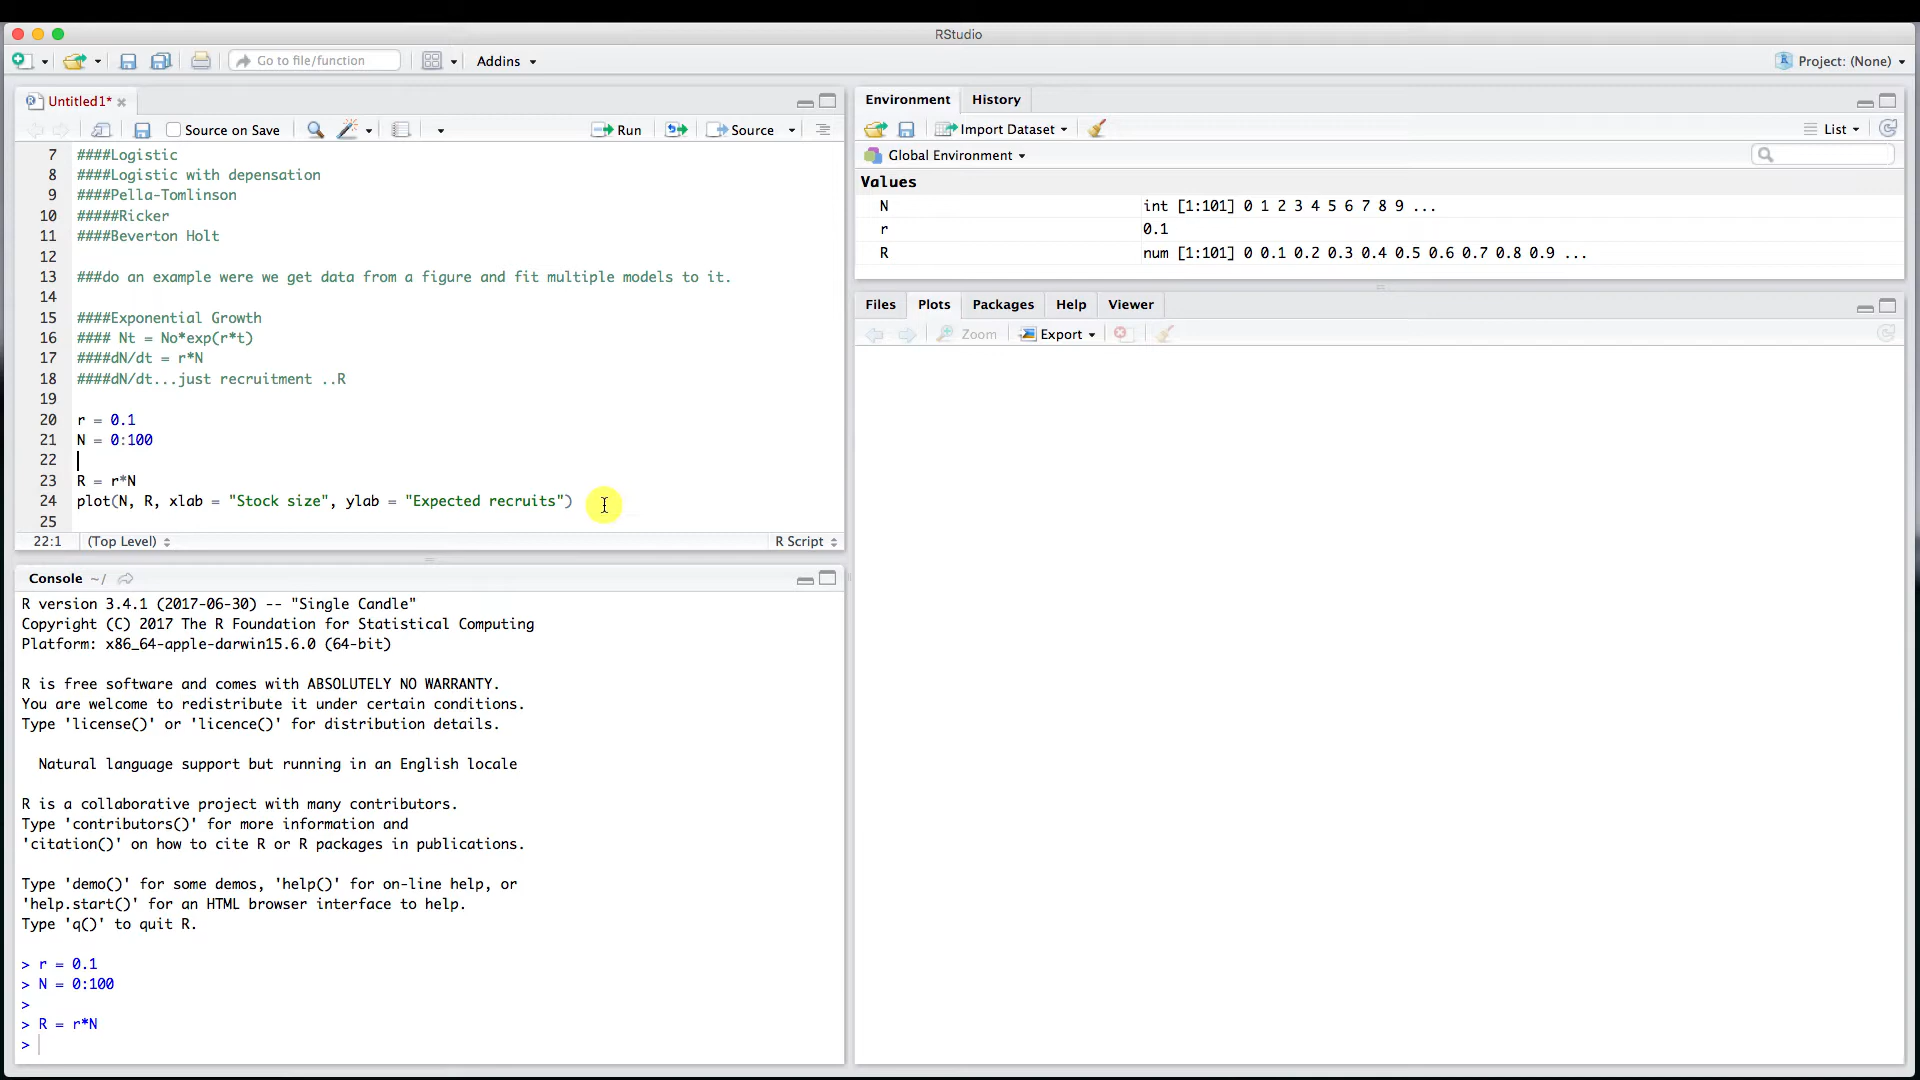 RStudio
Go to file/function
Addins
Project: (None)
Untitled1*
Source on Save
Run
Source
7 ####Logistic
8 ####Logistic with depensation
9 ####Pella-Tomlinson
10 #####Ricker
11 ####Beverton Holt
12
13 ###do an example were we get data from a figure and fit multiple models to it.
14
15 ####Exponential Growth
16 #### Nt = No*exp(r*t)
17 ####dN/dt = r*N
18 ####dN/dt...just recruitment ..R
19
20 r = 0.1
21 N = 0:100
22
23 R = r*N
24 plot(N, R, xlab = "Stock size", ylab = "Expected recruits")
25
22:1 (Top Level) R Script
Console ~/
R version 3.4.1 (2017-06-30) -- "Single Candle"
Copyright (C) 2017 The R Foundation for Statistical Computing
Platform: x86_64-apple-darwin15.6.0 (64-bit)
R is free software and comes with ABSOLUTELY NO WARRANTY.
You are welcome to redistribute it under certain conditions.
Type 'license()' or 'licence()' for distribution details.
Natural language support but running in an English locale
R is a collaborative project with many contributors.
Type 'contributors()' for more information and
'citation()' on how to cite R or R packages in publications.
Type 'demo()' for some demos, 'help()' for on-line help, or
'help.start()' for an HTML browser interface to help.
Type 'q()' to quit R.
> r = 0.1
> N = 0:100
>
> R = r*N
>
Environment History
Import Dataset
List
Global Environment
Values
N int [1:101] 0 1 2 3 4 5 6 7 8 9 ...
r 0.1
R num [1:101] 0 0.1 0.2 0.3 0.4 0.5 0.6 0.7 0.8 0.9 ...
Files Plots Packages Help Viewer
Zoom Export